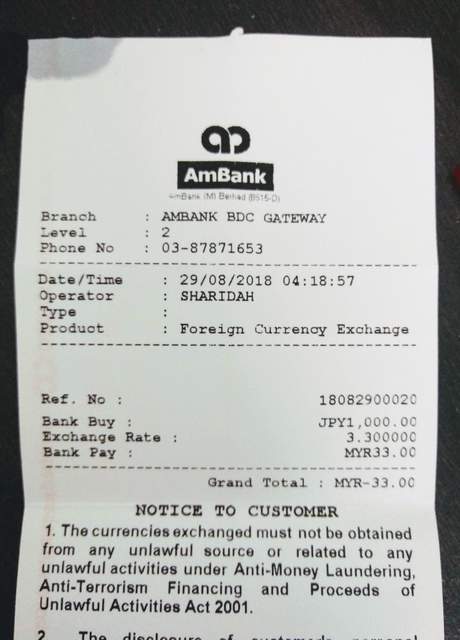 AmBank
AmBank (M) Berhad (8515-D)
Branch : AMBANK BDC GATEWAY
Level : 2
Phone No : 03-87871653
Date/Time : 29/08/2018 04:18:57
Operator : SHARIDAH
Type :
Product : Foreign Currency Exchange
Ref. No : 18082900020
Bank Buy : JPY1,000.00
Exchange Rate : 3.300000
Bank Pay : MYR33.00
Grand Total : MYR-33.00
NOTICE TO CUSTOMER
1. The currencies exchanged must not be obtained
from any unlawful source or related to any
unlawful activities under Anti-Money Laundering,
Anti-Terrorism Financing and Proceeds of
Unlawful Activities Act 2001.
2. The disclosure of customer's personal